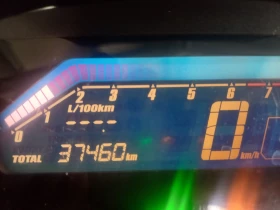 0 1 2 3 4 5 6 7
L/100km
----
0 km/h
TOTAL 37460 km